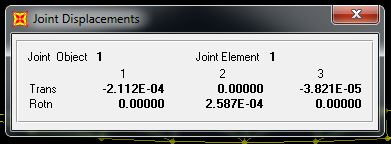 Joint Displacements
Joint Object 1 Joint Element 1
1 2 3
Trans -2.112E-04 0.00000 -3.821E-05
Rotn 0.00000 2.587E-04 0.00000